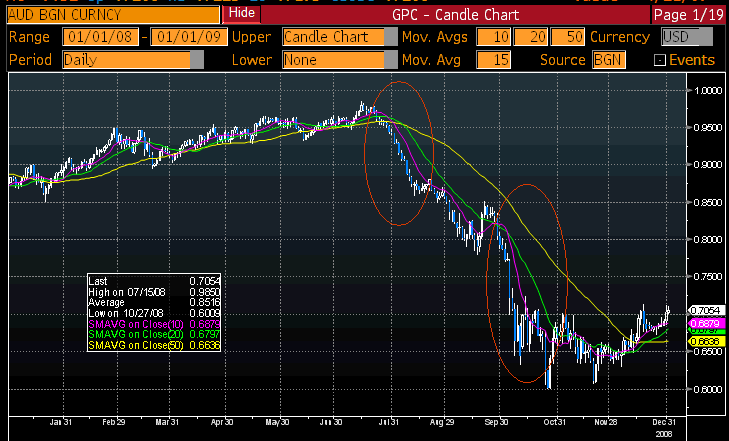 AUD BGN CURNCY Hide GPC - Candle Chart Page 1/19
Range 01/01/08 - 01/01/09 Upper Candle Chart Mov. Avgs 10 20 50 Currency USD
Period Daily Lower None Mov. Avg 15 Source BGN Events
1.0000
0.9500
0.9000
0.8500
0.8000
0.7500
Last 0.7054
High on 07/15/08 0.9850
Average 0.8516
Low on 10/27/08 0.6009
SMAVG on Close(10) 0.6879
SMAVG on Close(20) 0.6797
SMAVG on Close(50) 0.6636
0.7054
0.6879
0.6636
0.6500
0.6000
Jan 31 Feb 29 Mar 31 Apr 30 May 30 Jun 30 Jul 31 Aug 29 Sep 30 Oct 31 Nov 28 Dec 31
2008